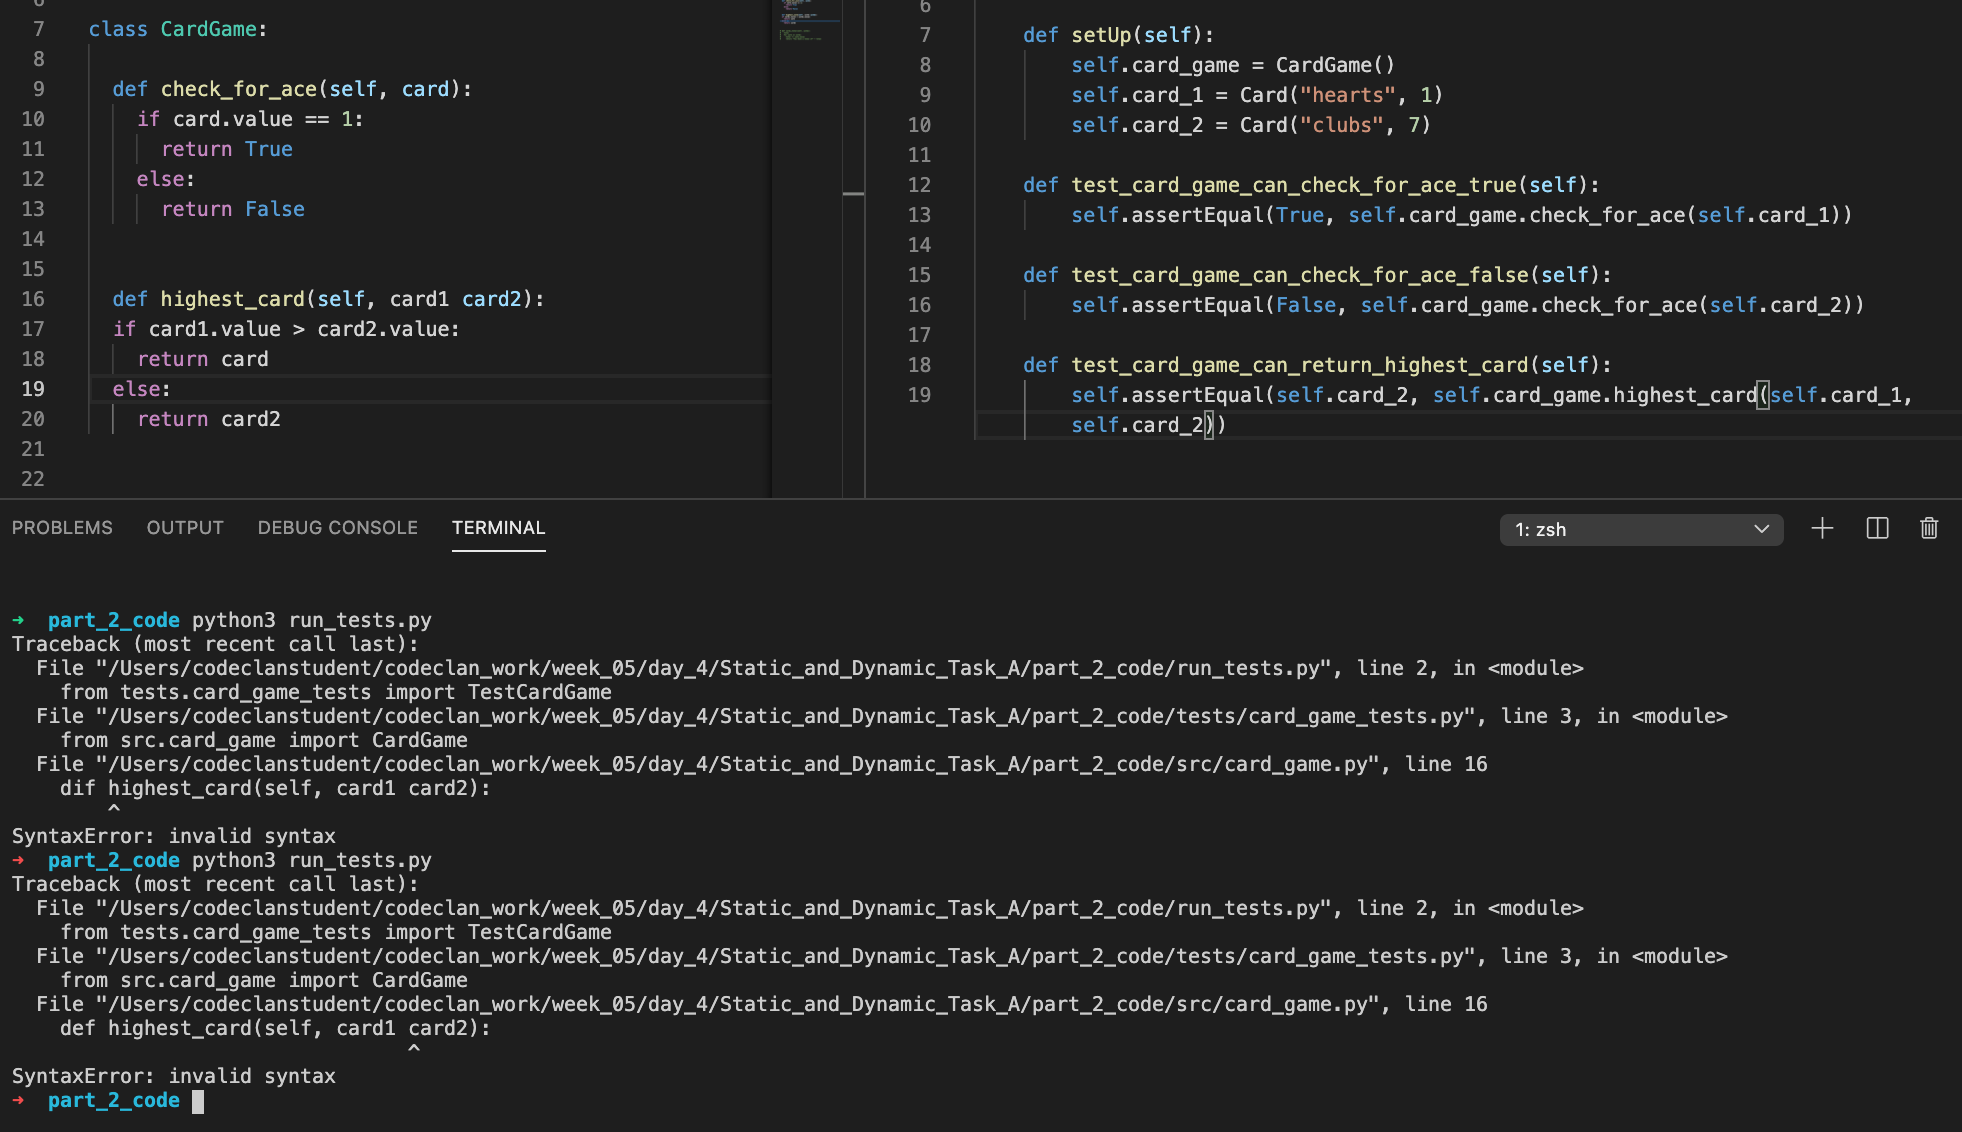 6
7 class CardGame:
8
9 def check_for_ace(self, card):
10 if card.value == 1:
11 return True
12 else:
13 return False
14
15
16 def highest_card(self, card1 card2):
17 if card1.value > card2.value:
18 return card
19 else:
20 return card2
21
22
6
7 def setUp(self):
8 self.card_game = CardGame()
9 self.card_1 = Card("hearts", 1)
10 self.card_2 = Card("clubs", 7)
11
12 def test_card_game_can_check_for_ace_true(self):
13 self.assertEqual(True, self.card_game.check_for_ace(self.card_1))
14
15 def test_card_game_can_check_for_ace_false(self):
16 self.assertEqual(False, self.card_game.check_for_ace(self.card_2))
17
18 def test_card_game_can_return_highest_card(self):
19 self.assertEqual(self.card_2, self.card_game.highest_card(self.card_1,
self.card_2))
PROBLEMS OUTPUT DEBUG CONSOLE TERMINAL 1: zsh
➜ part_2_code python3 run_tests.py
Traceback (most recent call last):
File "/Users/codeclanstudent/codeclan_work/week_05/day_4/Static_and_Dynamic_Task_A/part_2_code/run_tests.py", line 2, in <module>
from tests.card_game_tests import TestCardGame
File "/Users/codeclanstudent/codeclan_work/week_05/day_4/Static_and_Dynamic_Task_A/part_2_code/tests/card_game_tests.py", line 3, in <module>
from src.card_game import CardGame
File "/Users/codeclanstudent/codeclan_work/week_05/day_4/Static_and_Dynamic_Task_A/part_2_code/src/card_game.py", line 16
dif highest_card(self, card1 card2):
^
SyntaxError: invalid syntax
➜ part_2_code python3 run_tests.py
Traceback (most recent call last):
File "/Users/codeclanstudent/codeclan_work/week_05/day_4/Static_and_Dynamic_Task_A/part_2_code/run_tests.py", line 2, in <module>
from tests.card_game_tests import TestCardGame
File "/Users/codeclanstudent/codeclan_work/week_05/day_4/Static_and_Dynamic_Task_A/part_2_code/tests/card_game_tests.py", line 3, in <module>
from src.card_game import CardGame
File "/Users/codeclanstudent/codeclan_work/week_05/day_4/Static_and_Dynamic_Task_A/part_2_code/src/card_game.py", line 16
def highest_card(self, card1 card2):
^
SyntaxError: invalid syntax
➜ part_2_code